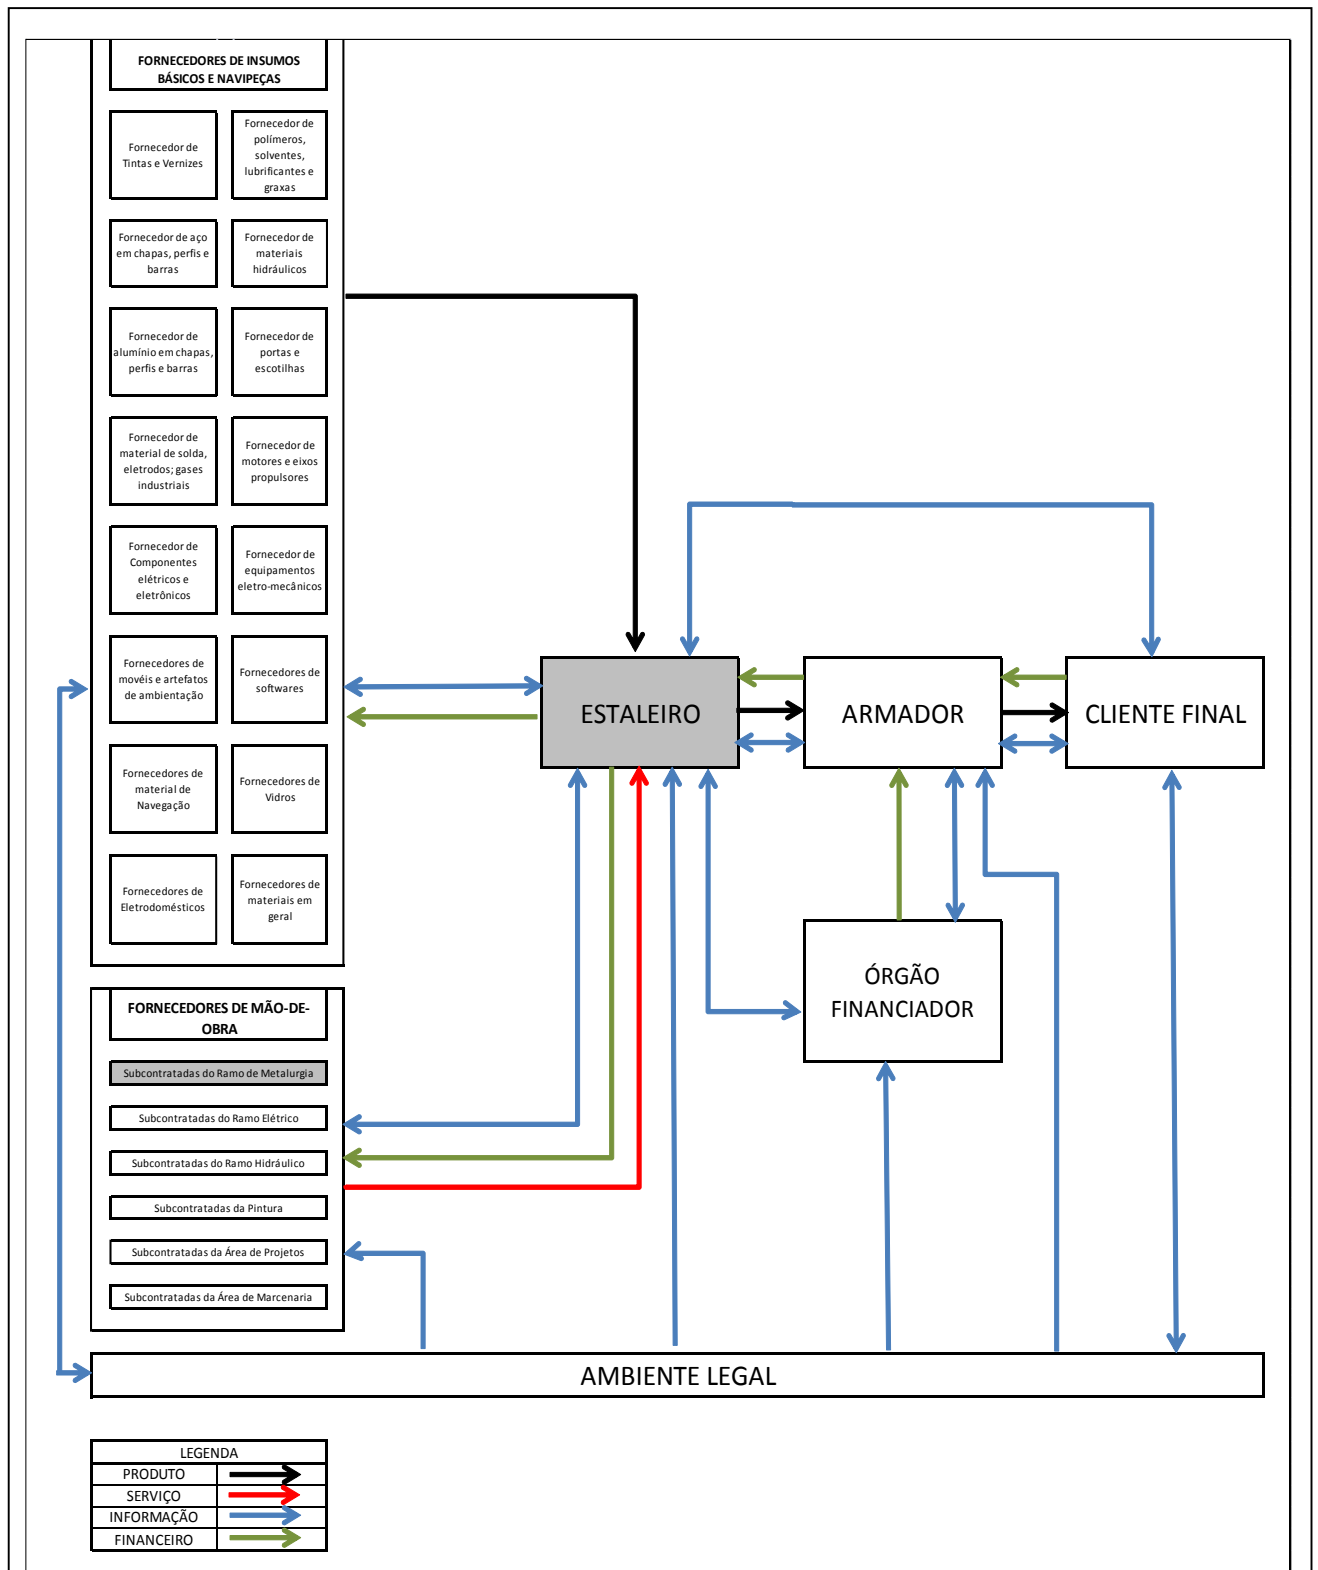 FORNECEDORES DE INSUMOS
BÁSICOS E NAVIPEÇAS
Fornecedor de
Tintas e Vernizes
Fornecedor de
polímeros,
solventes,
lubrificantes e
graxas
Fornecedor de aço
em chapas, perfis e
barras
Fornecedor de
materiais
hidráulicos
Fornecedor de
alumínio em chapas,
perfis e barras
Fornecedor de
portas e
escotilhas
Fornecedor de
material de solda,
eletrodos; gases
industriais
Fornecedor de
motores e eixos
propulsores
Fornecedor de
Componentes
elétricos e
eletrônicos
Fornecedor de
equipamentos
eletro-mecânicos
Fornecedores de
movéis e artefatos
de ambientação
Fornecedores de
softwares
Fornecedores de
material de
Navegação
Fornecedores de
Vidros
Fornecedores de
Eletrodomésticos
Fornecedores de
materiais em
geral
ESTALEIRO
ARMADOR
CLIENTE FINAL
ÓRGÃO
FINANCIADOR
FORNECEDORES DE MÃO-DE-
OBRA
Subcontratadas do Ramo de Metalurgia
Subcontratadas do Ramo Elétrico
Subcontratadas do Ramo Hidráulico
Subcontratadas da Pintura
Subcontratadas da Área de Projetos
Subcontratadas da Área de Marcenaria
AMBIENTE LEGAL
LEGENDA
PRODUTO
SERVIÇO
INFORMAÇÃO
FINANCEIRO